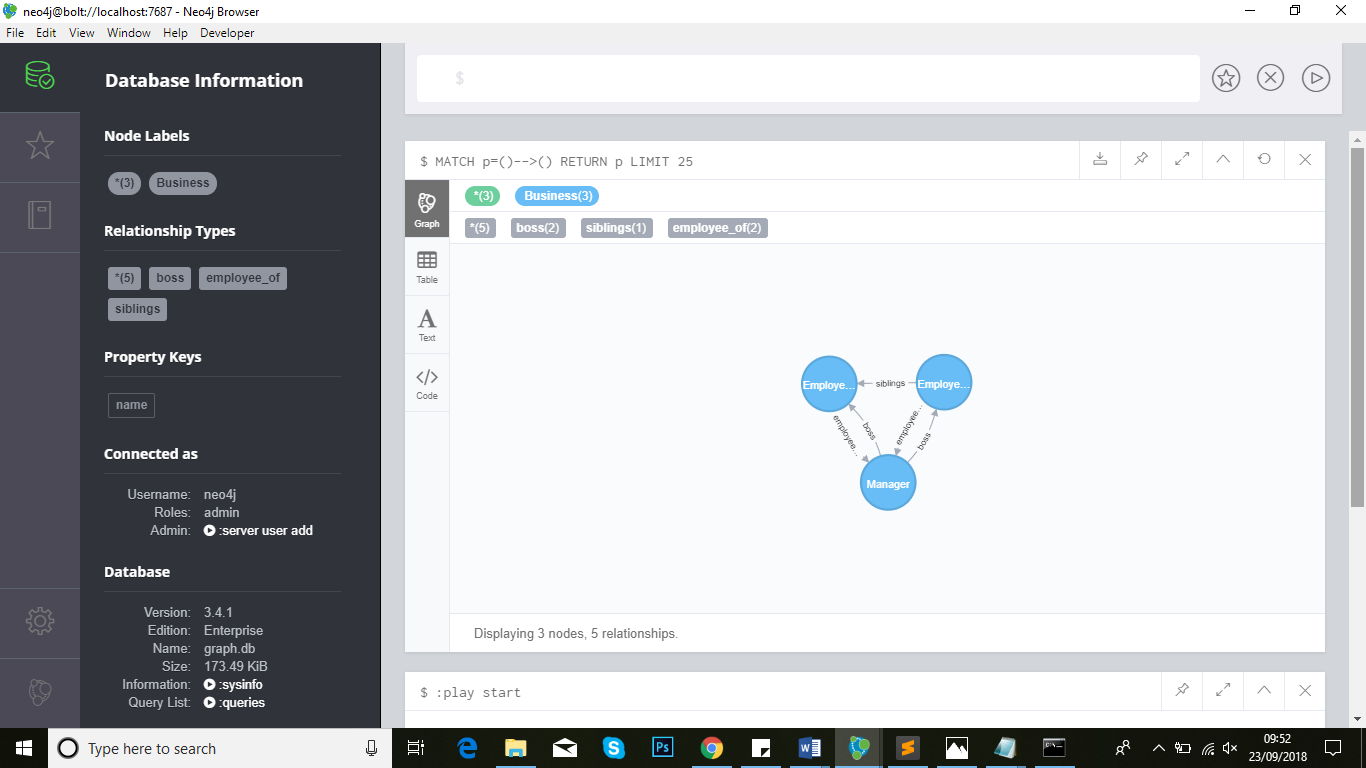 neo4j@bolt://localhost:7687 - Neo4j Browser
File Edit View Window Help Developer
Database Information
Node Labels
*(3) Business
Relationship Types
*(5) boss employee_of
siblings
Property Keys
name
Connected as
Username: neo4j
Roles: admin
Admin: :server user add
Database
Version: 3.4.1
Edition: Enterprise
Name: graph.db
Size: 173.49 KiB
Information: :sysinfo
Query List: :queries
$
$ MATCH p=()-->() RETURN p LIMIT 25
Graph
Table
A
Text
</>
Code
*(3) Business(3)
*(5) boss(2) siblings(1) employee_of(2)
Employe... siblings Employe...
employee... boss employee... boss
Manager
Displaying 3 nodes, 5 relationships.
$ :play start
Type here to search
Ps
09:52
23/09/2018